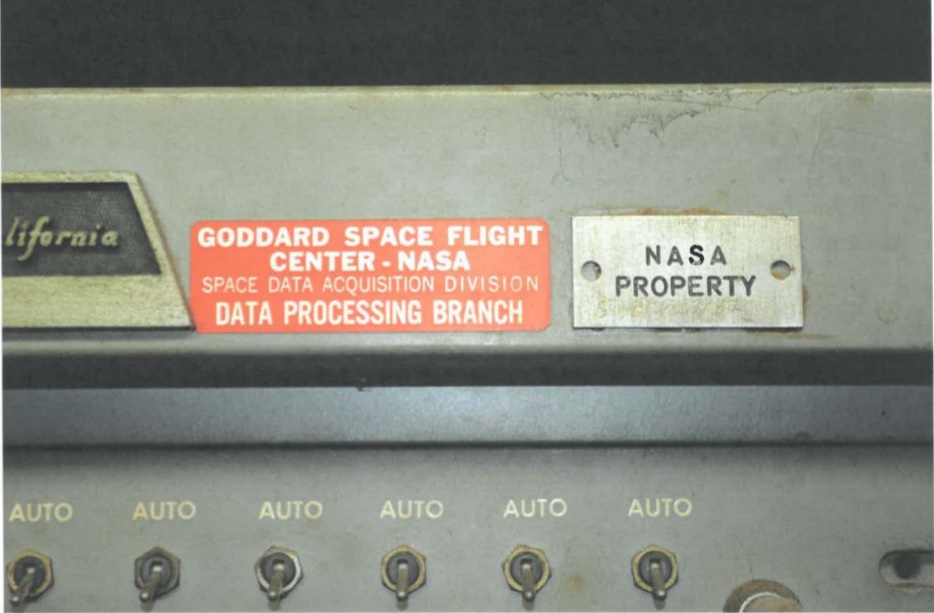 lifornia
GODDARD SPACE FLIGHT
CENTER - NASA
SPACE DATA ACQUISITION DIVISION
DATA PROCESSING BRANCH
NASA
PROPERTY
AUTO AUTO AUTO AUTO AUTO AUTO